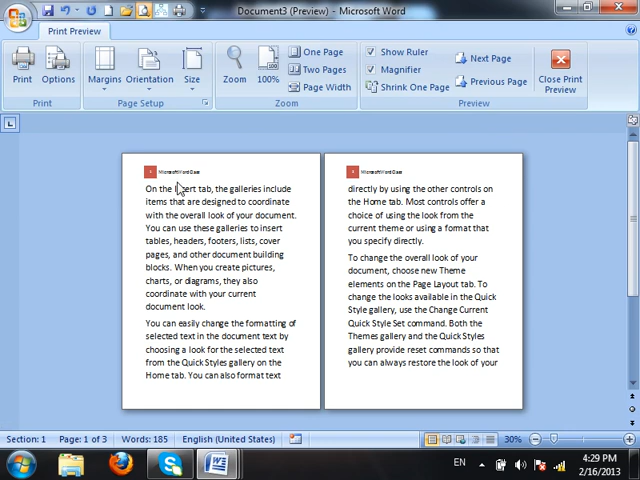 Document3 (Preview) - Microsoft Word
Print Preview
Print
Options
Margins
Orientation
Size
Zoom
100%
One Page
Two Pages
Page Width
Show Ruler
Magnifier
Shrink One Page
Next Page
Previous Page
Close Print
Preview
Print
Page Setup
Zoom
Preview
L
Microsoft Word Class
On the Insert tab, the galleries include
items that are designed to coordinate
with the overall look of your document.
You can use these galleries to insert
tables, headers, footers, lists, cover
pages, and other document building
blocks. When you create pictures,
charts, or diagrams, they also
coordinate with your current
document look.
You can easily change the formatting of
selected text in the document text by
choosing a look for the selected text
from the Quick Styles gallery on the
Home tab. You can also format text
Microsoft Word Class
directly by using the other controls on
the Home tab. Most controls offer a
choice of using the look from the
current theme or using a format that
you specify directly.
To change the overall look of your
document, choose new Theme
elements on the Page Layout tab. To
change the looks available in the Quick
Style gallery, use the Change Current
Quick Style Set command. Both the
Themes gallery and the Quick Styles
gallery provide reset commands so that
you can always restore the look of your
Section: 1
Page: 1 of 3
Words: 185
English (United States)
30%
EN
4:29 PM
2/16/2013